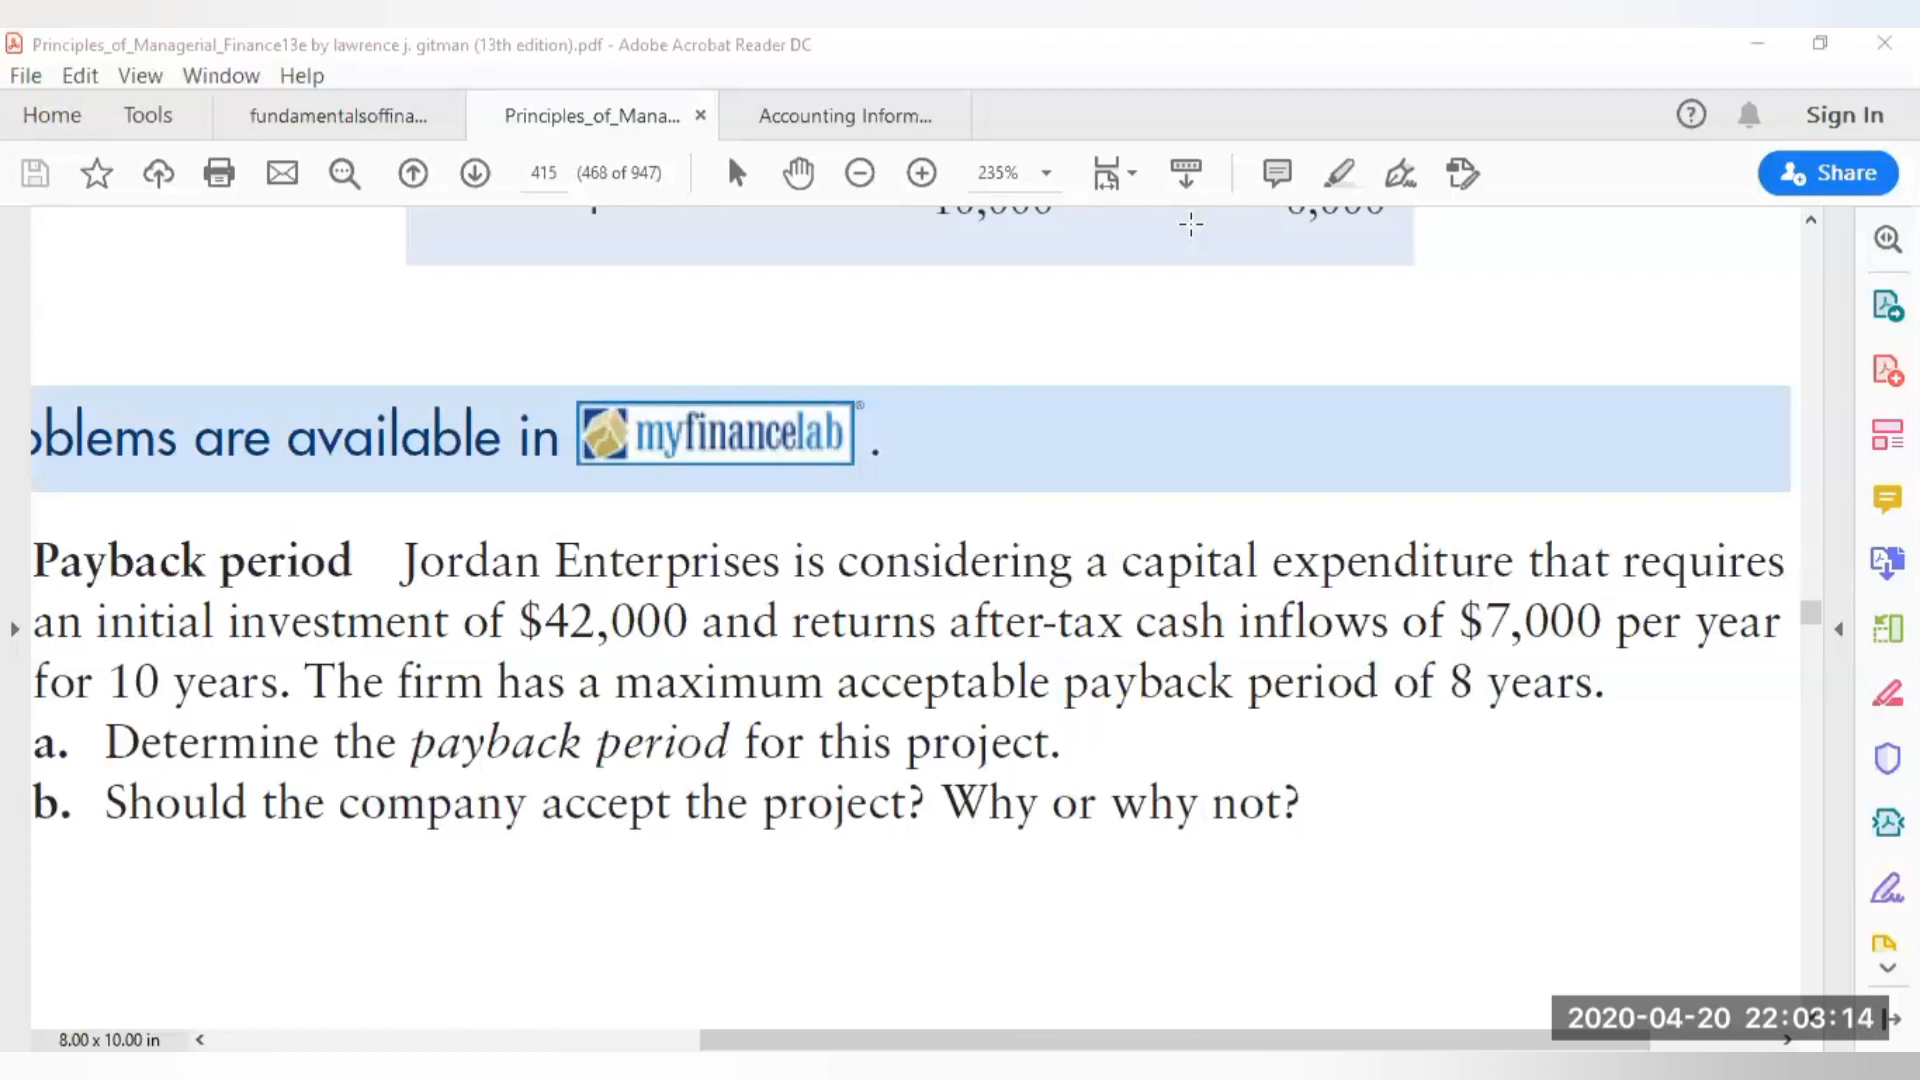 Principles_of_Managerial_Finance13e by lawrence j. gitman (13th edition).pdf - Adobe Acrobat Reader DC
File Edit View Window Help
Home Tools fundamentalsoffina... Principles_of_Mana... × Accounting Inform... Sign In
415 (468 of 947) 235% Share
oblems are available in myfinancelab®.
Payback period Jordan Enterprises is considering a capital expenditure that requires
an initial investment of $42,000 and returns after-tax cash inflows of $7,000 per year
for 10 years. The firm has a maximum acceptable payback period of 8 years.
a. Determine the payback period for this project.
b. Should the company accept the project? Why or why not?
2020-04-20 22:03:14
8.00 x 10.00 in